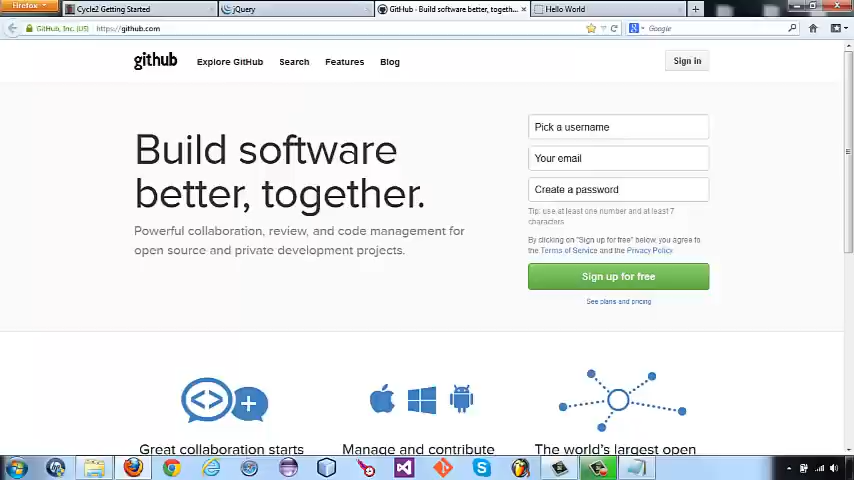 Firefox
Cycle2 Getting Started
jQuery
GitHub - Build software better, togeth...
Hello World
GitHub, Inc. (US)
https://github.com
Google
github
Explore GitHub
Search
Features
Blog
Sign in
Build software
better, together.
Powerful collaboration, review, and code management for
open source and private development projects.
Pick a username
Your email
Create a password
Tip: use at least one number and at least 7
characters
By clicking on "Sign up for free" below, you agree to
the Terms of Service and the Privacy Policy
Sign up for free
See plans and pricing
Great collaboration starts
Manage and contribute
The world's largest open